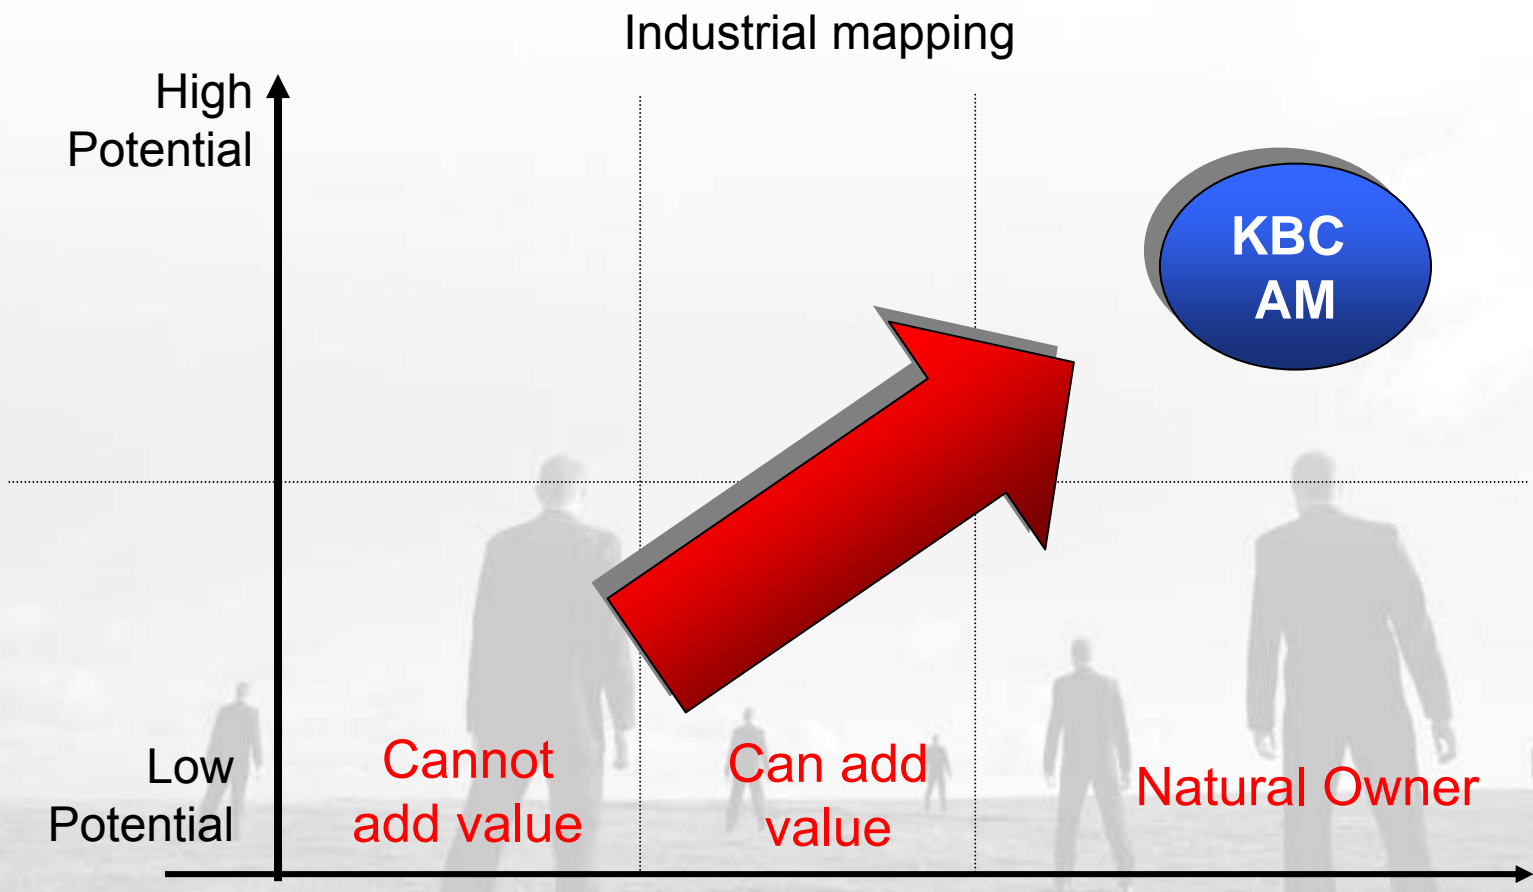 Industrial mapping
High
Potential
KBC
AM
Low
Potential
Cannot
add value
Can add
value
Natural Owner